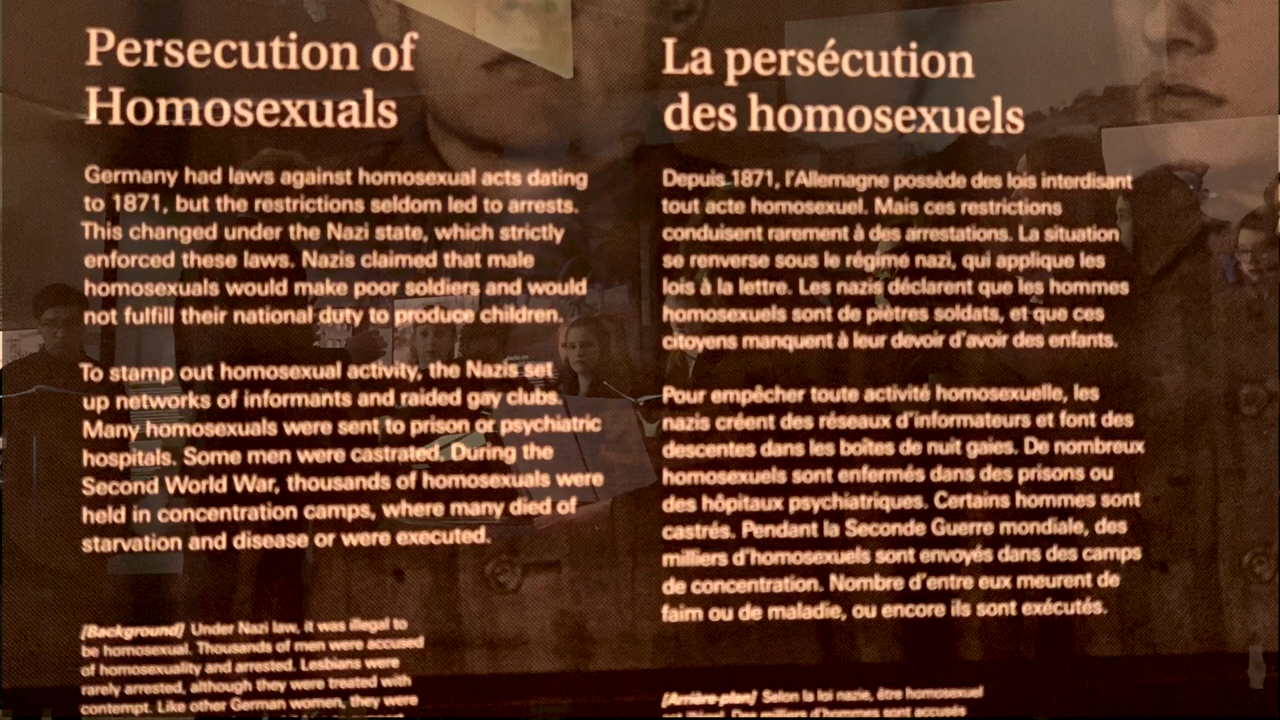 Persecution of
Homosexuals
Germany had laws against homosexual acts dating
to 1871, but the restrictions seldom led to arrests.
This changed under the Nazi state, which strictly
enforced these laws. Nazis claimed that male
homosexuals would make poor soldiers and would
not fulfill their national duty to produce children.
To stamp out homosexual activity, the Nazis set
up networks of informants and raided gay clubs.
Many homosexuals were sent to prison or psychiatric
hospitals. Some men were castrated. During the
Second World War, thousands of homosexuals were
held in concentration camps, where many died of
starvation and disease or were executed.
[Background] Under Nazi law, it was illegal to
be homosexual. Thousands of men were accused
of homosexuality and arrested. Lesbians were
rarely arrested, although they were treated with
contempt. Like other German women, they were
La persécution
des homosexuels
Depuis 1871, l'Allemagne possède des lois interdisant
tout acte homosexuel. Mais ces restrictions
conduisent rarement à des arrestations. La situation
se renverse sous le régime nazi, qui applique les
lois à la lettre. Les nazis déclarent que les hommes
homosexuels sont de piètres soldats, et que ces
citoyens manquent à leur devoir d'avoir des enfants.
Pour empêcher toute activité homosexuelle, les
nazis créent des réseaux d'informateurs et font des
descentes dans les boîtes de nuit gaies. De nombreux
homosexuels sont enfermés dans des prisons ou
des hôpitaux psychiatriques. Certains hommes sont
castrés. Pendant la Seconde Guerre mondiale, des
milliers d'homosexuels sont envoyés dans des camps
de concentration. Nombre d'entre eux meurent de
faim ou de maladie, ou encore ils sont exécutés.
[Arrière-plan] Selon la loi nazie, être homosexuel
est illégal. Des milliers d'hommes sont accusés